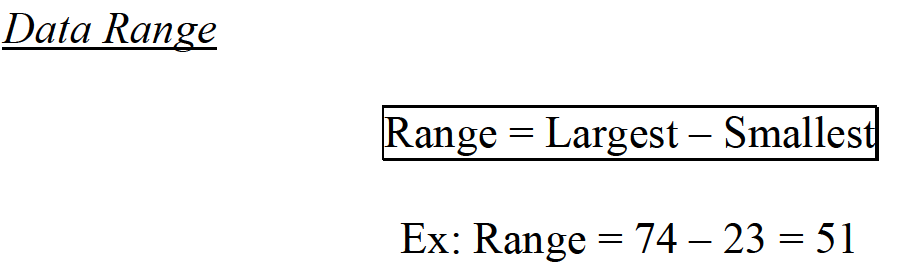 Data Range
Range = Largest – Smallest
Ex: Range = 74 – 23 = 51